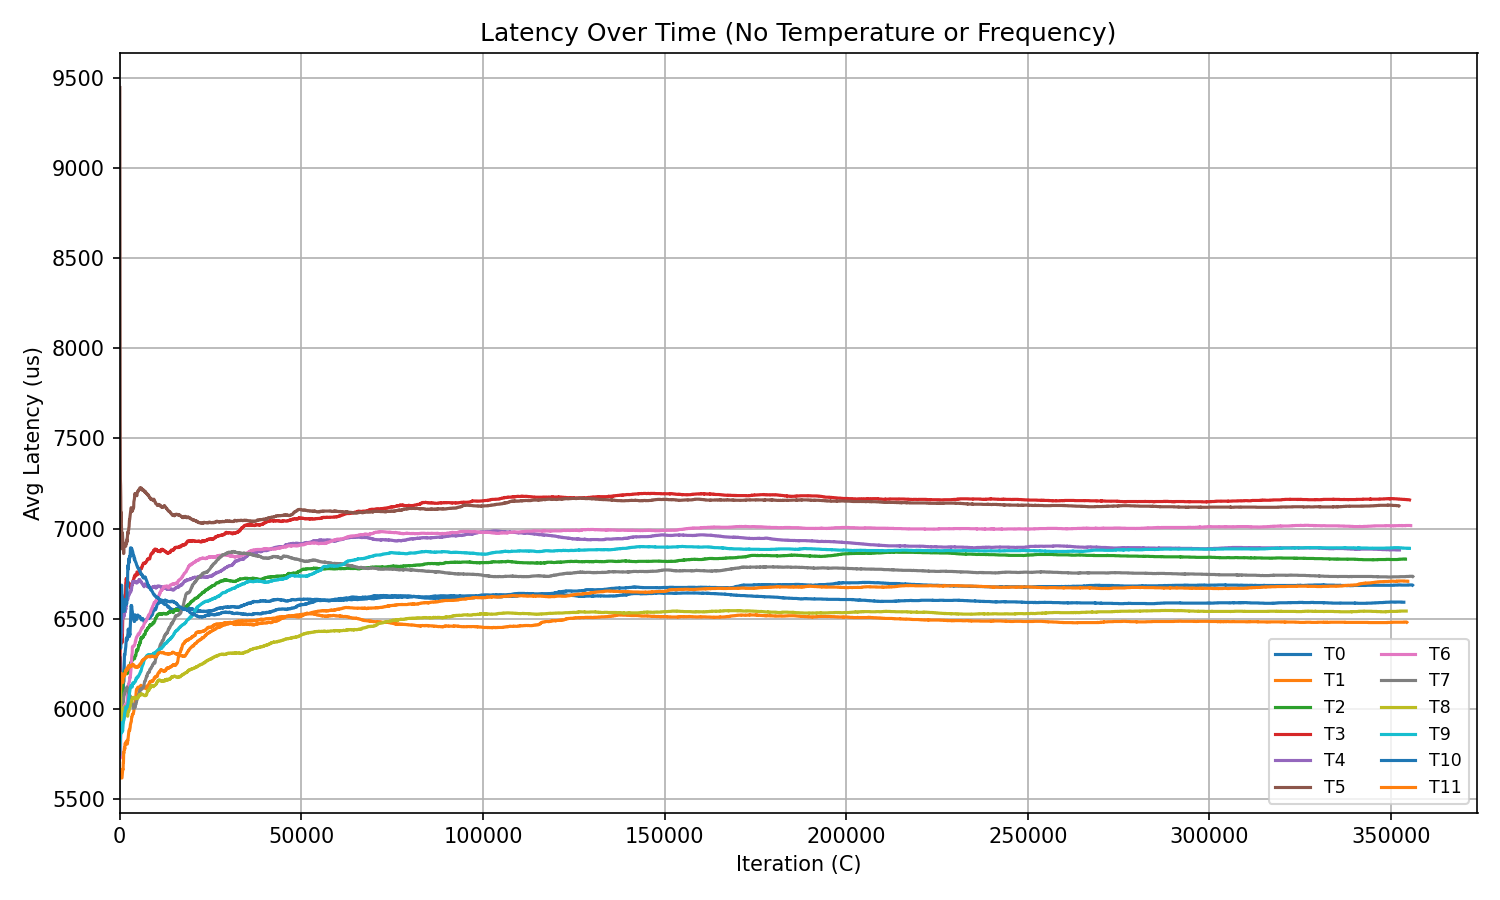 Latency Over Time (No Temperature or Frequency)
Avg Latency (us)
9500
9000
8500
8000
7500
7000
6500
6000
5500
0 50000 100000 150000 200000 250000 300000 350000
Iteration (C)
T0 T6
T1 T7
T2 T8
T3 T9
T4 T10
T5 T11